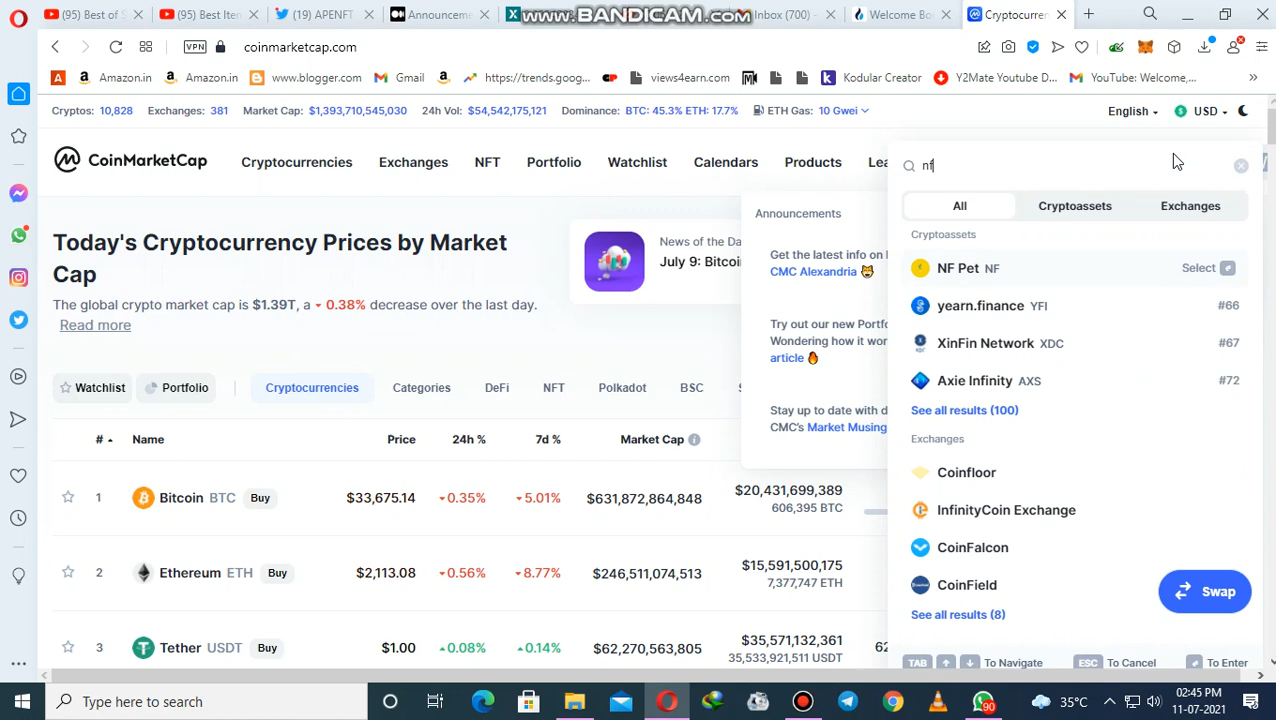 (95) Best of S
(95) Best Iten
(19) APENFT
Announceme
www.BANDICAM.com
Inbox (700) -
Welcome Bo
Cryptocurrenc
VPN coinmarketcap.com
Amazon.in
Amazon.in
www.blogger.com
Gmail
https://trends.goog...
views4earn.com
Kodular Creator
Y2Mate Youtube D...
YouTube: Welcome,...
Cryptos: 10,828 Exchanges: 381 Market Cap: $1,393,710,545,030 24h Vol: $54,542,175,121 Dominance: BTC: 45.3% ETH: 17.7% ETH Gas: 10 Gwei
English USD
CoinMarketCap Cryptocurrencies Exchanges NFT Portfolio Watchlist Calendars Products Lea
nf
All Cryptoassets Exchanges
Cryptoassets
NF Pet NF Select
yearn.finance YFI #66
XinFin Network XDC #67
Axie Infinity AXS #72
See all results (100)
Exchanges
Coinfloor
InfinityCoin Exchange
CoinFalcon
CoinField
See all results (8)
TAB To Navigate ESC To Cancel To Enter
Swap
Announcements
Get the latest info on
CMC Alexandria
Try out our new Portfo
Wondering how it wor
article
Stay up to date with d
CMC's Market Musing
Today's Cryptocurrency Prices by Market
Cap
The global crypto market cap is $1.39T, a 0.38% decrease over the last day.
Read more
News of the Da
July 9: Bitcoi
Watchlist Portfolio Cryptocurrencies Categories DeFi NFT Polkadot BSC S
# Name Price 24h % 7d % Market Cap
1 Bitcoin BTC Buy $33,675.14 0.35% 5.01% $631,872,864,848 $20,431,699,389
606,395 BTC
2 Ethereum ETH Buy $2,113.08 0.56% 8.77% $246,511,074,513 $15,591,500,175
7,377,747 ETH
3 Tether USDT Buy $1.00 0.08% 0.14% $62,270,563,805 $35,571,132,361 62
35,533,921,511 USDT
Type here to search
90
35°C
02:45 PM
11-07-2021